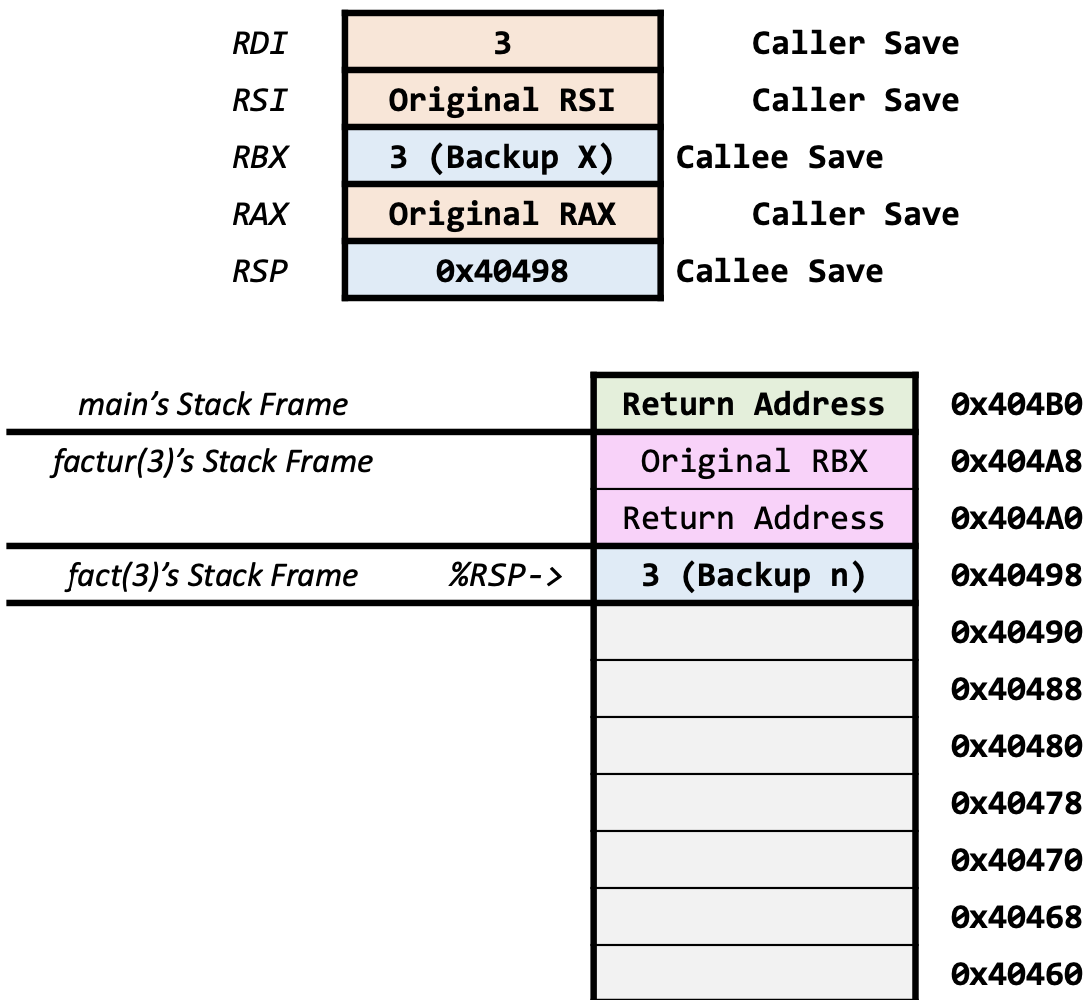 RDI 3 Caller Save
RSI Original RSI Caller Save
RBX 3 (Backup X) Callee Save
RAX Original RAX Caller Save
RSP 0x40498 Callee Save
main’s Stack Frame Return Address 0x404B0
factur(3)’s Stack Frame Original RBX 0x404A8
Return Address 0x404A0
fact(3)’s Stack Frame %RSP-> 3 (Backup n) 0x40498
0x40490
0x40488
0x40480
0x40478
0x40470
0x40468
0x40460